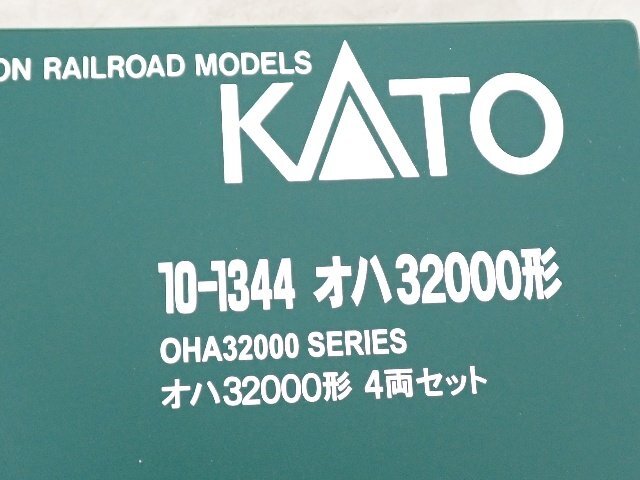 ON RAILROAD MODELS
KATO
10-1344 オハ32000形
OHA32000 SERIES
オハ32000形 4両セット